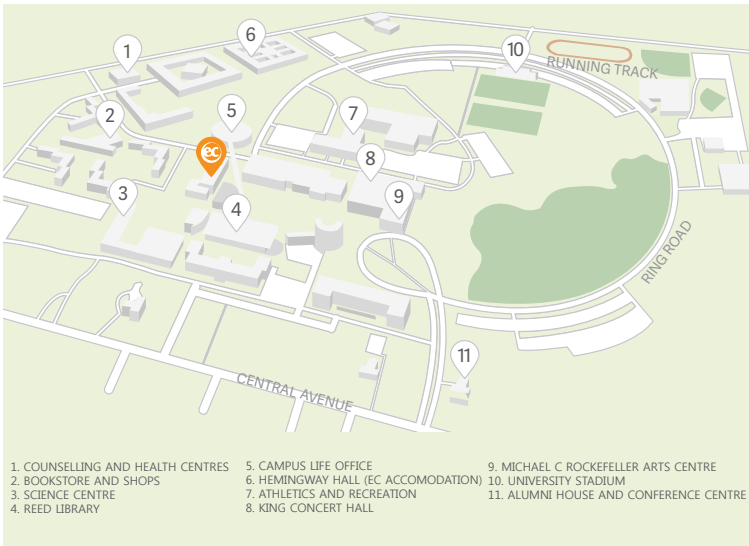 6
1
10
RUNNING TRACK
5
2
7
ec
8
3
9
4
RING ROAD
11
CENTRAL AVENUE
1. COUNSELLING AND HEALTH CENTRES
2. BOOKSTORE AND SHOPS
3. SCIENCE CENTRE
4. REED LIBRARY
5. CAMPUS LIFE OFFICE
6. HEMINGWAY HALL (EC ACCOMODATION)
7. ATHLETICS AND RECREATION
8. KING CONCERT HALL
9. MICHAEL C ROCKEFELLER ARTS CENTRE
10. UNIVERSITY STADIUM
11. ALUMNI HOUSE AND CONFERENCE CENTRE